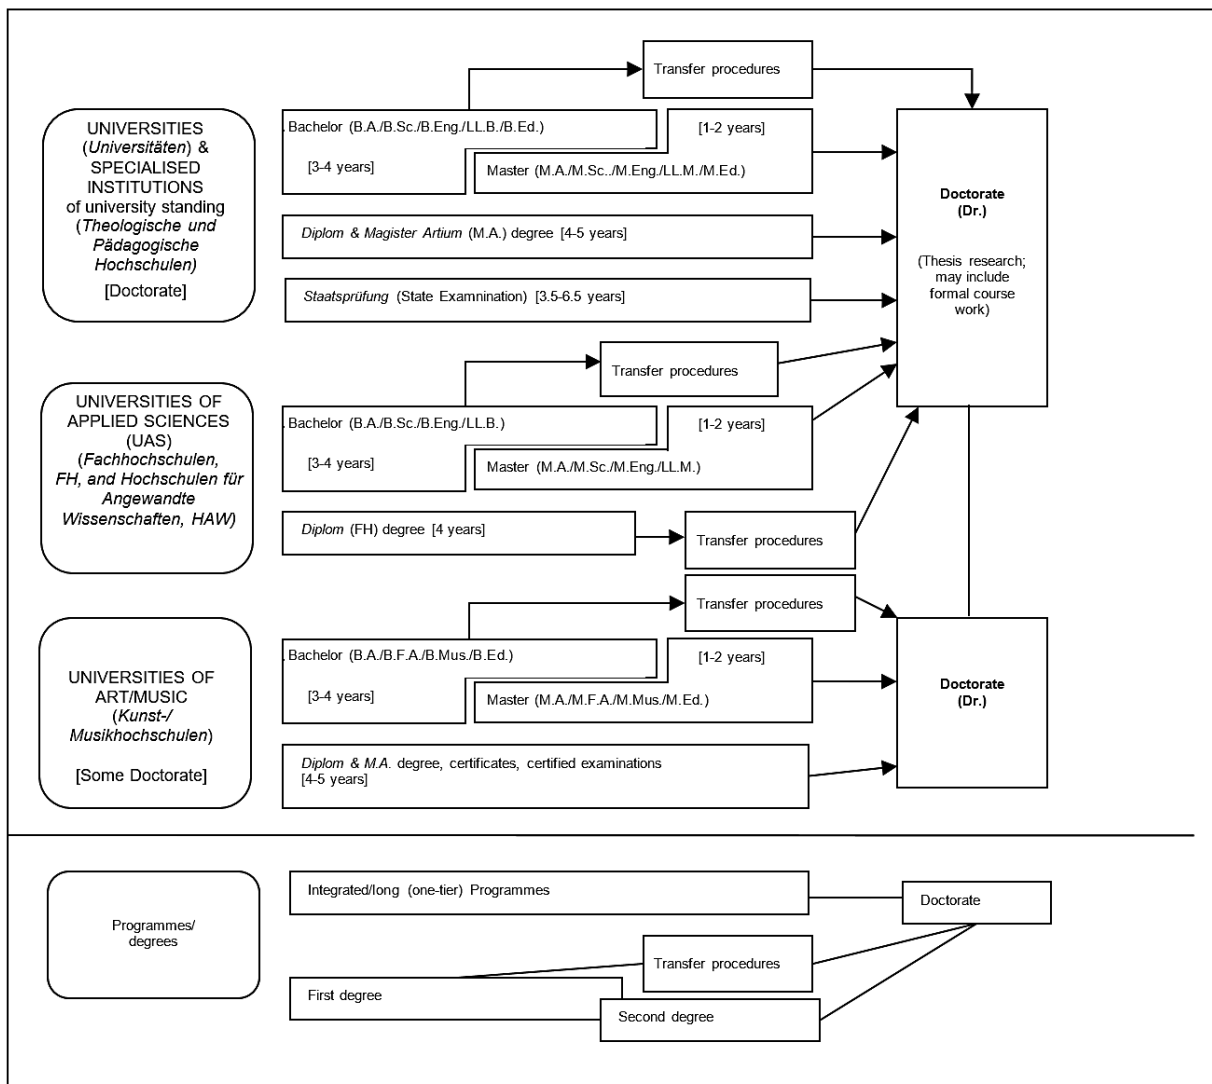 Transfer procedures
UNIVERSITIES
(Universitäten) &
SPECIALISED
INSTITUTIONS
of university standing
(Theologische und
Pädagogische
Hochschulen)
[Doctorate]
Bachelor (B.A./B.Sc./B.Eng./LL.B./B.Ed.)
[3-4 years]
[1-2 years]
Master (M.A./M.Sc../M.Eng./LL.M./M.Ed.)
Diplom & Magister Artium (M.A.) degree [4-5 years]
Staatsprüfung (State Examnination) [3.5-6.5 years]
Doctorate
(Dr.)
(Thesis research;
may include
formal course
work)
UNIVERSITIES OF
APPLIED SCIENCES
(UAS)
(Fachhochschulen,
FH, and Hochschulen für
Angewandte
Wissenschaften, HAW)
Transfer procedures
Bachelor (B.A./B.Sc./B.Eng./LL.B.)
[3-4 years]
[1-2 years]
Master (M.A./M.Sc./M.Eng./LL.M.)
Diplom (FH) degree [4 years]
Transfer procedures
Transfer procedures
UNIVERSITIES OF
ART/MUSIC
(Kunst-/
Musikhochschulen)
[Some Doctorate]
Bachelor (B.A./B.F.A./B.Mus./B.Ed.)
[3-4 years]
[1-2 years]
Master (M.A./M.F.A./M.Mus./M.Ed.)
Diplom & M.A. degree, certificates, certified examinations
[4-5 years]
Doctorate
(Dr.)
Programmes/
degrees
Integrated/long (one-tier) Programmes
Doctorate
Transfer procedures
First degree
Second degree